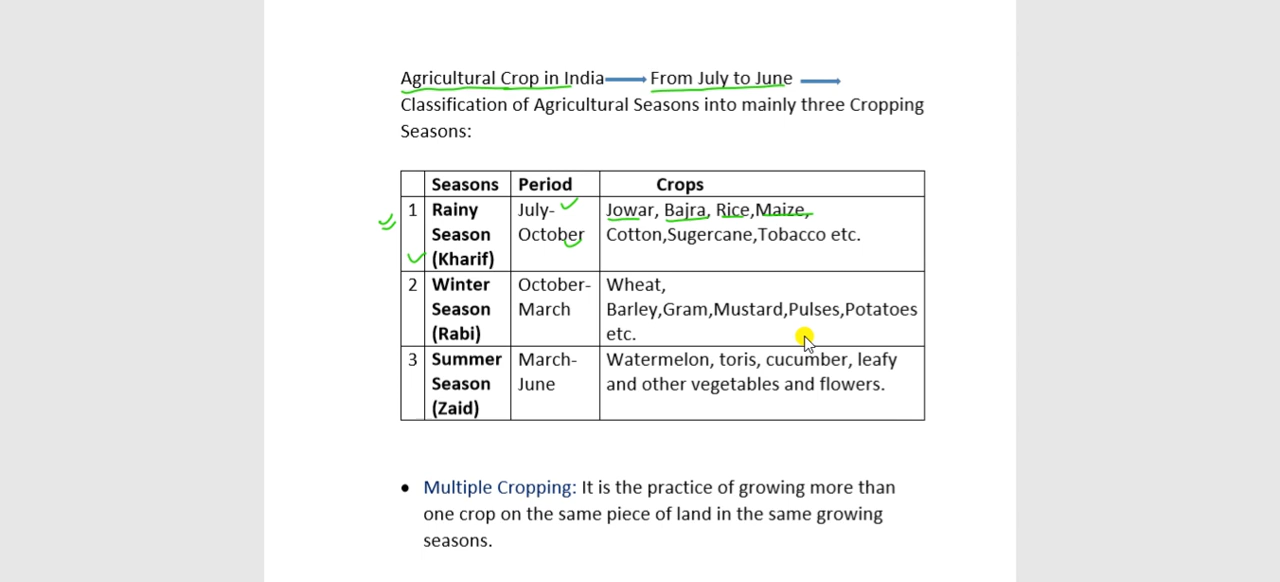 Agricultural Crop in India From July to June
Classification of Agricultural Seasons into mainly three Cropping
Seasons:
Seasons Period Crops
1 Rainy July- Jowar, Bajra, Rice,Maize,
Season October Cotton,Sugercane,Tobacco etc.
(Kharif)
2 Winter October- Wheat,
Season March Barley,Gram,Mustard,Pulses,Potatoes
(Rabi) etc.
3 Summer March- Watermelon, toris, cucumber, leafy
Season June and other vegetables and flowers.
(Zaid)
• Multiple Cropping: It is the practice of growing more than
one crop on the same piece of land in the same growing
seasons.